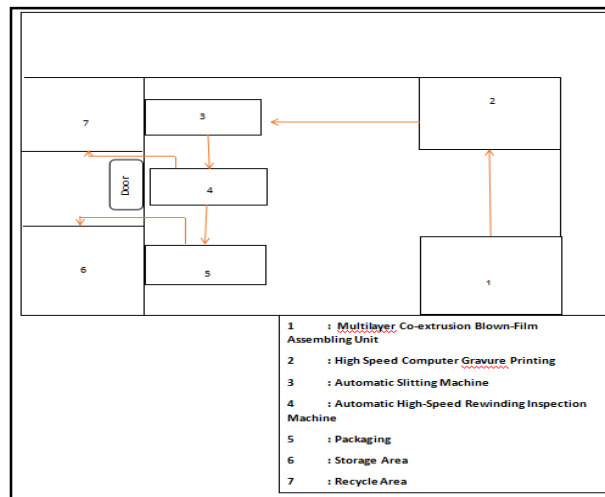 2
3
7
Door
4
6
5
1
1 : Multilayer Co-extrusion Blown-Film
Assembling Unit
2 : High Speed Computer Gravure Printing
3 : Automatic Slitting Machine
4 : Automatic High-Speed Rewinding Inspection
Machine
5 : Packaging
6 : Storage Area
7 : Recycle Area